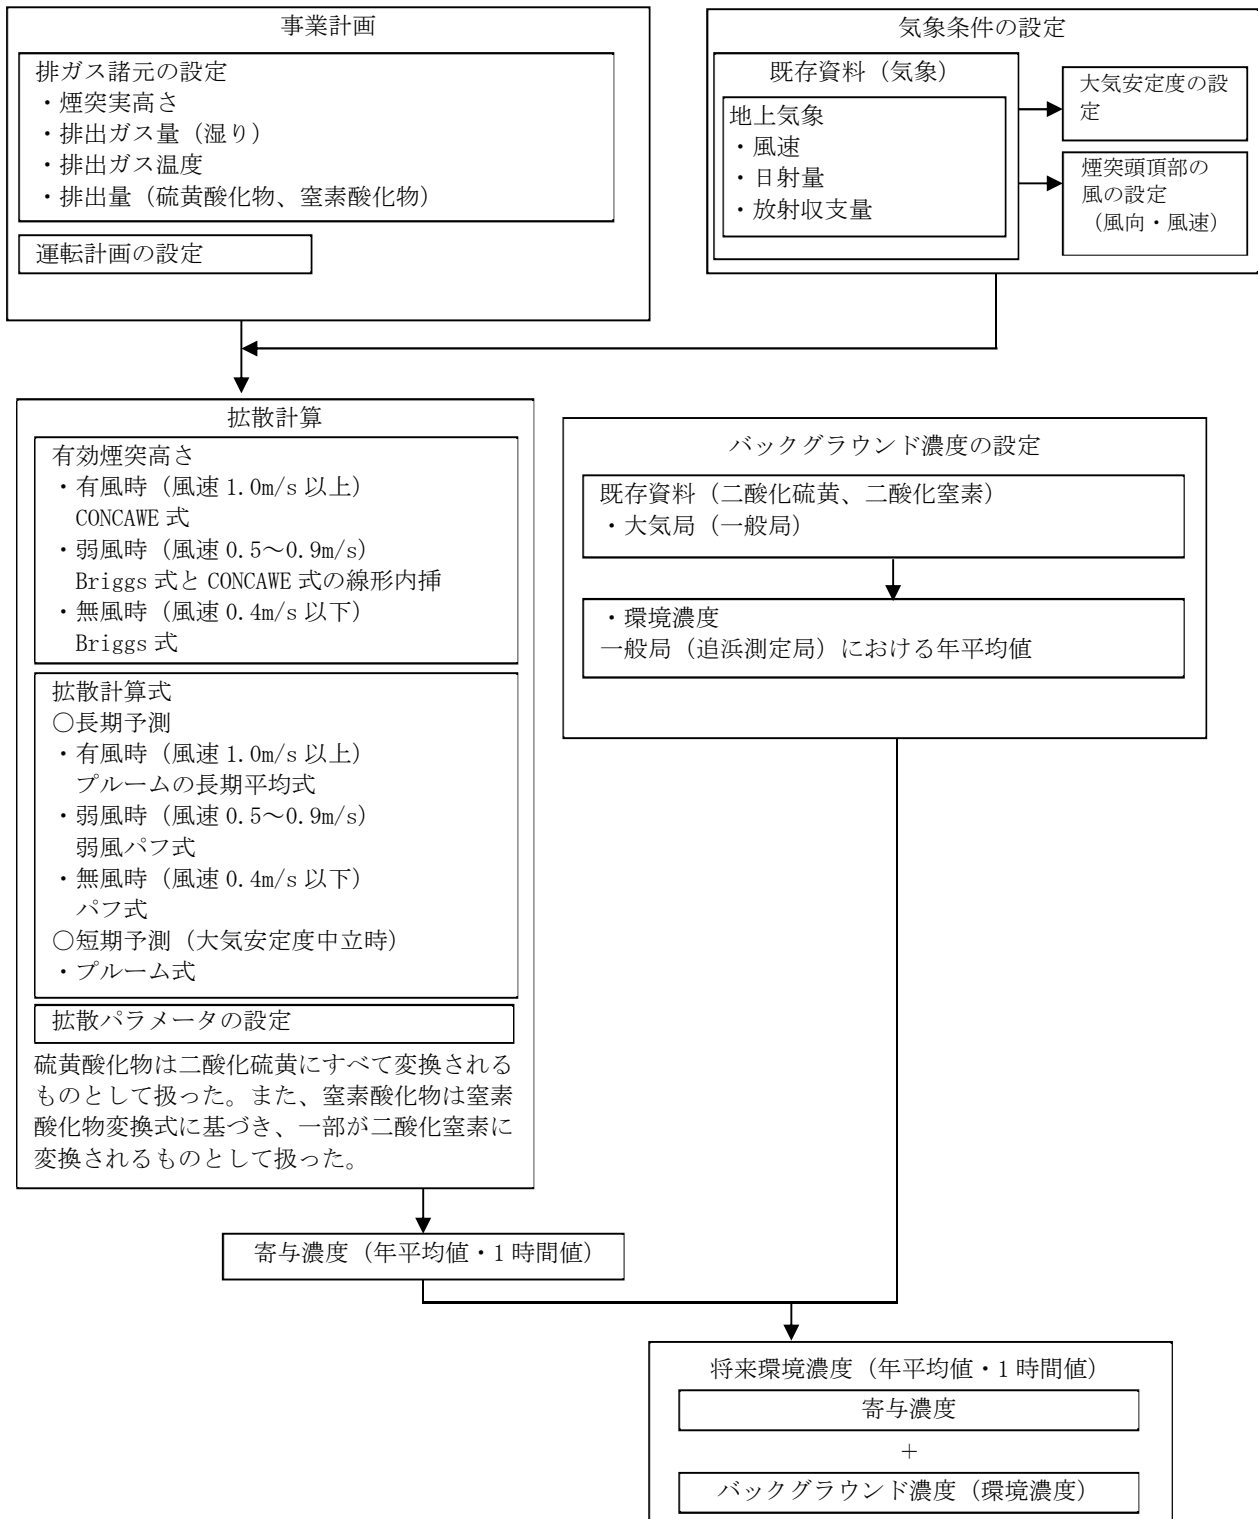 事業計画
排ガス諸元の設定
・煙突実高さ
・排出ガス量（湿り）
・排出ガス温度
・排出量（硫黄酸化物、窒素酸化物）
運転計画の設定
気象条件の設定
既存資料（気象）
地上気象
・風速
・日射量
・放射収支量
大気安定度の設
定
煙突頭頂部の
風の設定
（風向・風速）
拡散計算
有効煙突高さ
・有風時（風速 1.0m/s 以上）
CONCAWE 式
・弱風時（風速 0.5～0.9m/s）
Briggs 式と CONCAWE 式の線形内挿
・無風時（風速 0.4m/s 以下）
Briggs 式
拡散計算式
○長期予測
・有風時（風速 1.0m/s 以上）
プルームの長期平均式
・弱風時（風速 0.5～0.9m/s）
弱風パフ式
・無風時（風速 0.4m/s 以下）
パフ式
○短期予測（大気安定度中立時）
・プルーム式
拡散パラメータの設定
硫黄酸化物は二酸化硫黄にすべて変換される
ものとして扱った。また、窒素酸化物は窒素
酸化物変換式に基づき、一部が二酸化窒素に
変換されるものとして扱った。
バックグラウンド濃度の設定
既存資料（二酸化硫黄、二酸化窒素）
・大気局（一般局）
・環境濃度
一般局（追浜測定局）における年平均値
寄与濃度（年平均値・1 時間値）
将来環境濃度（年平均値・1 時間値）
寄与濃度
＋
バックグラウンド濃度（環境濃度）